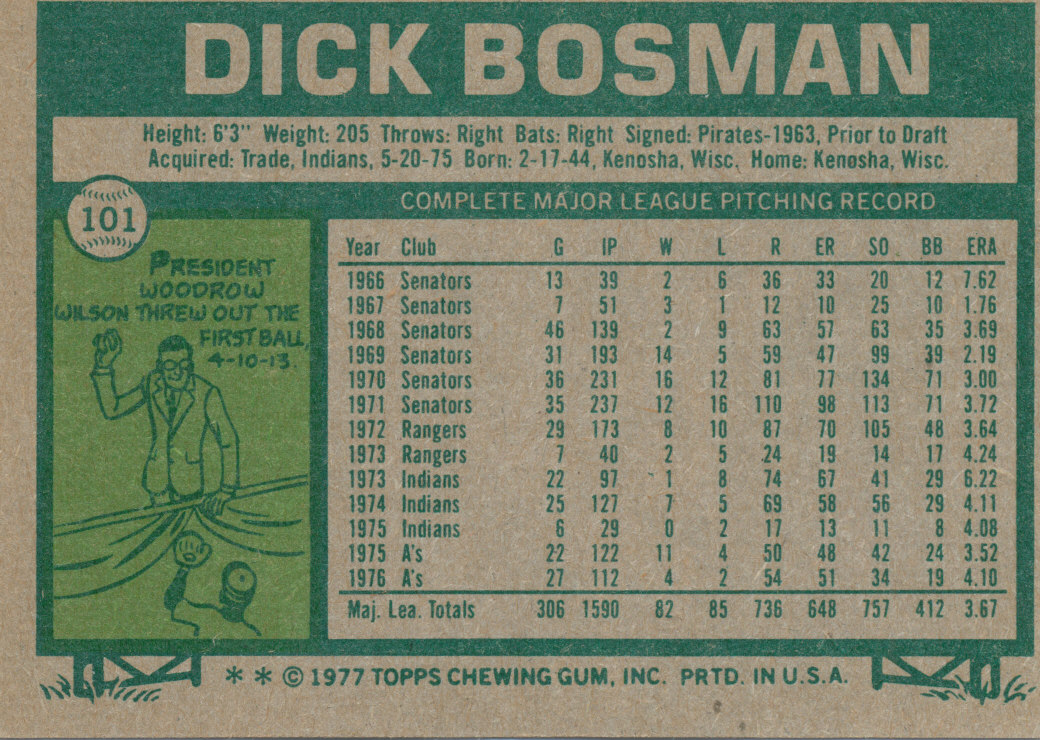 DICK BOSMAN
Height: 6'3" Weight: 205 Throws: Right Bats: Right Signed: Pirates-1963, Prior to Draft
Acquired: Trade, Indians, 5-20-75 Born: 2-17-44, Kenosha, Wisc. Home: Kenosha, Wisc.
101
PRESIDENT
WOODROW
WILSON THREW OUT THE
FIRST BALL,
4-10-13.
COMPLETE MAJOR LEAGUE PITCHING RECORD
Year Club G IP W L R ER SO BB ERA
1966 Senators 13 39 2 6 36 33 20 12 7.62
1967 Senators 7 51 3 1 12 10 25 10 1.76
1968 Senators 46 139 2 9 63 57 63 35 3.69
1969 Senators 31 193 14 5 59 47 99 39 2.19
1970 Senators 36 231 16 12 81 77 134 71 3.00
1971 Senators 35 237 12 16 110 98 113 71 3.72
1972 Rangers 29 173 8 10 87 70 105 48 3.64
1973 Rangers 7 40 2 5 24 19 14 17 4.24
1973 Indians 22 97 1 8 74 67 41 29 6.22
1974 Indians 25 127 7 5 69 58 56 29 4.11
1975 Indians 6 29 0 2 17 13 11 8 4.08
1975 A's 22 122 11 4 50 48 42 24 3.52
1976 A's 27 112 4 2 54 51 34 19 4.10
Maj. Lea. Totals 306 1590 82 85 736 648 757 412 3.67
* * © 1977 TOPPS CHEWING GUM, INC. PRTD. IN U.S.A.